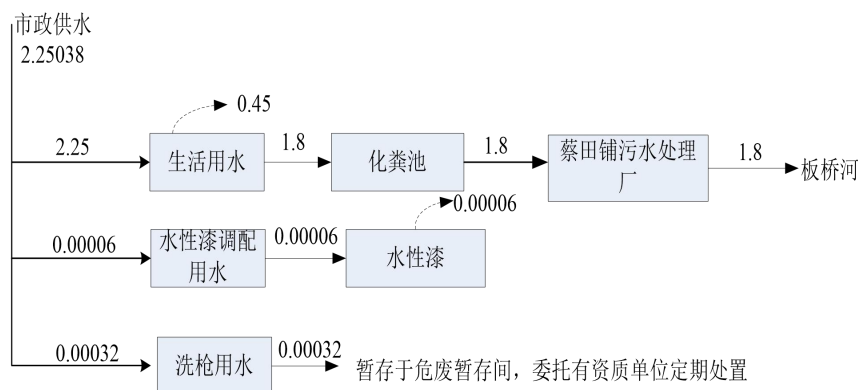 市政供水
2.25038
0.45
2.25
生活用水
1.8
化粪池
1.8
蔡田铺污水处理
厂
1.8
板桥河
0.00006
0.00006
水性漆调配
用水
0.00006
水性漆
0.00032
洗枪用水
0.00032
暂存于危废暂存间，委托有资质单位定期处置